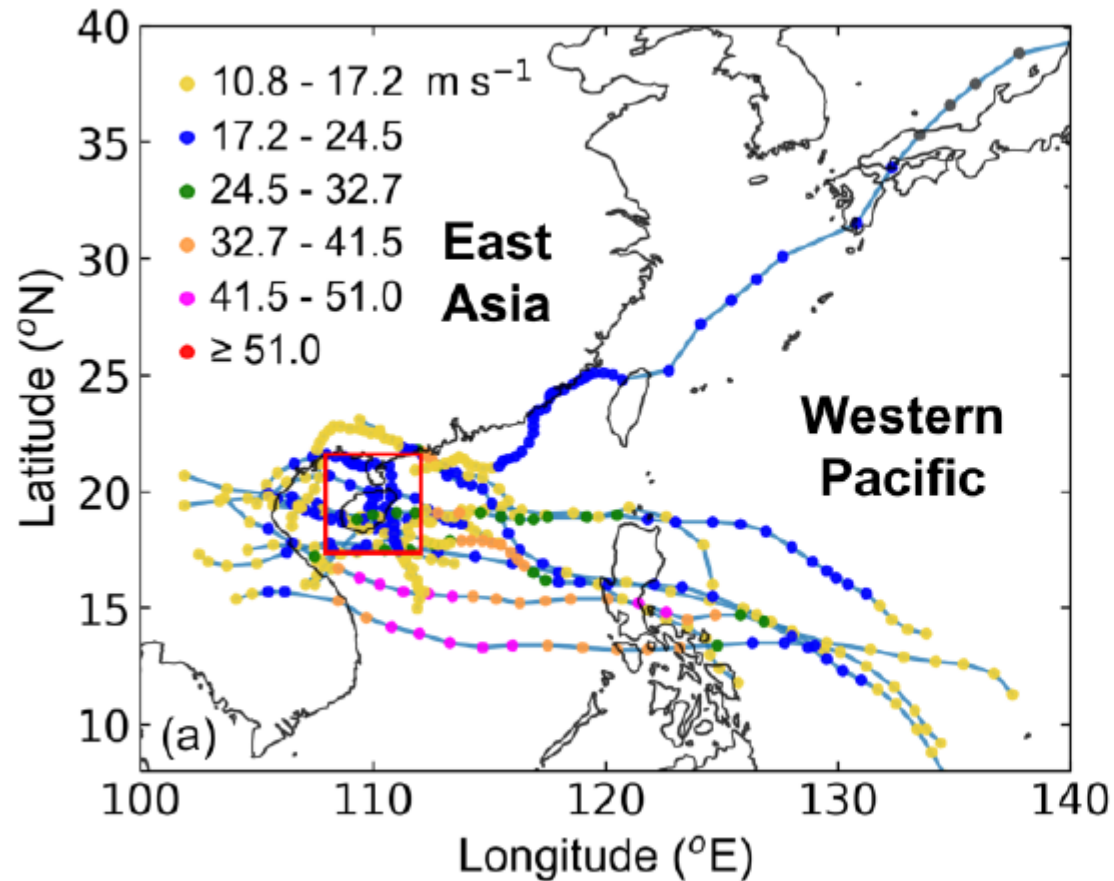 40
35
30
25
20
15
10
Latitude (°N)
10.8 - 17.2 m s⁻¹
17.2 - 24.5
24.5 - 32.7
32.7 - 41.5
41.5 - 51.0
≥ 51.0
East
Asia
Western
Pacific
(a)
100
110
120
130
140
Longitude (°E)